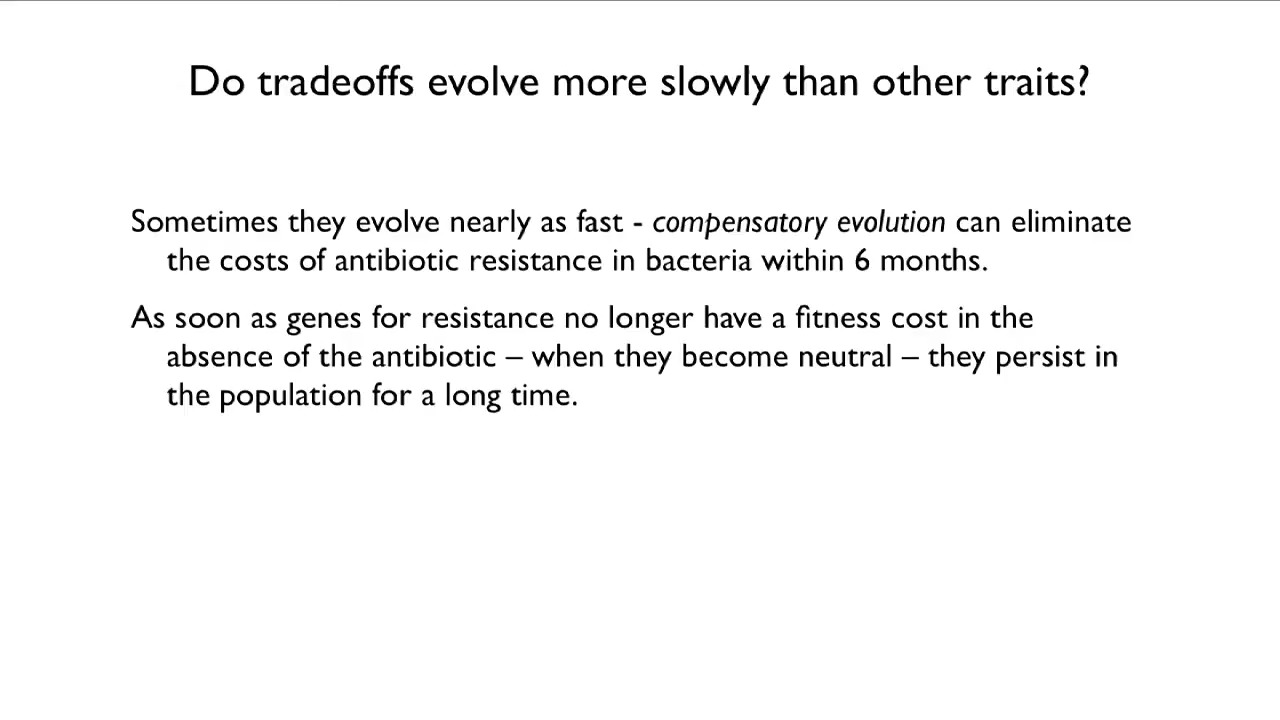 Do tradeoffs evolve more slowly than other traits?
Sometimes they evolve nearly as fast - compensatory evolution can eliminate
the costs of antibiotic resistance in bacteria within 6 months.
As soon as genes for resistance no longer have a fitness cost in the
absence of the antibiotic – when they become neutral – they persist in
the population for a long time.